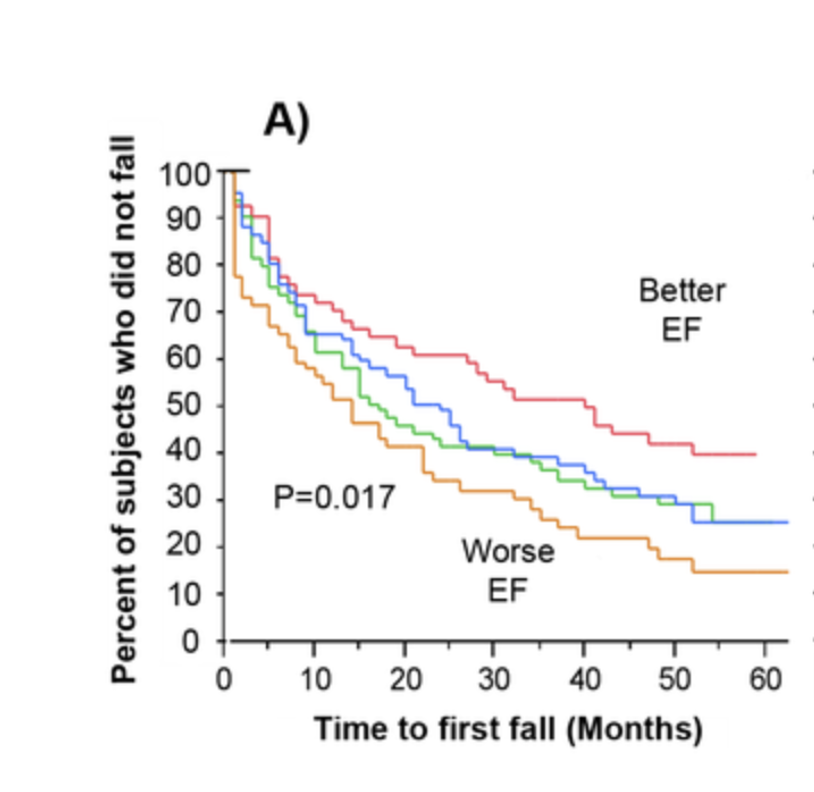 A)
Percent of subjects who did not fall
100
90
80
70
60
50
40
30
20
10
0
Better
EF
P=0.017
Worse
EF
0 10 20 30 40 50 60
Time to first fall (Months)